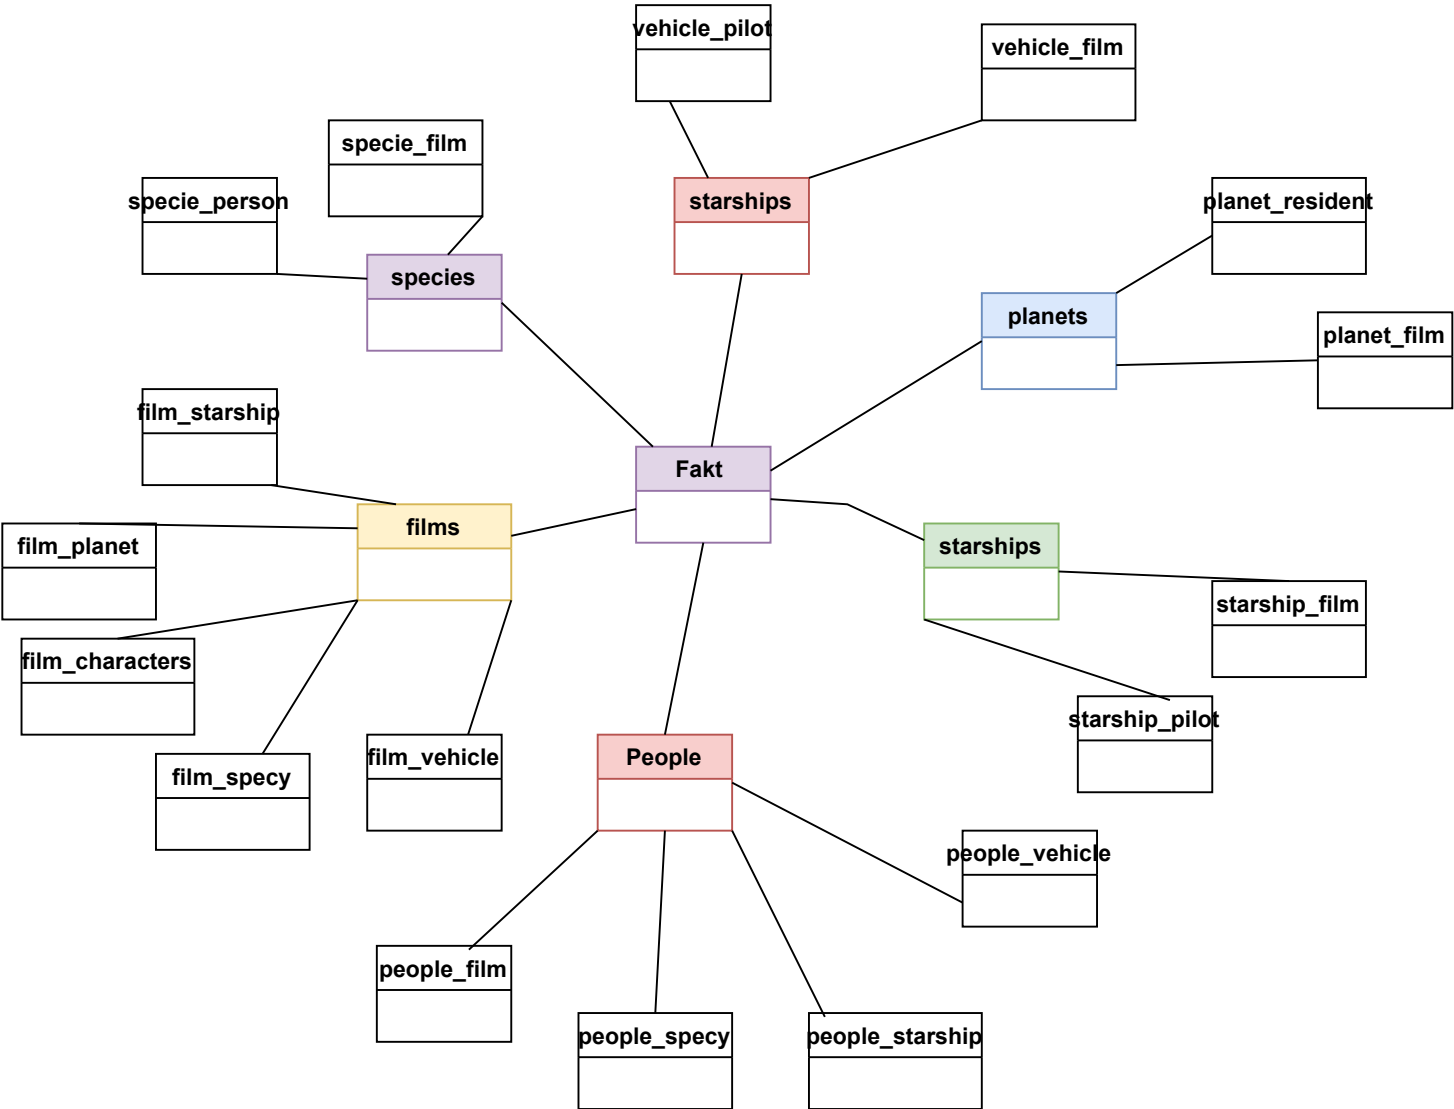 vehicle_pilot
vehicle_film
specie_film
specie_person
starships
planet_resident
species
planets
planet_film
film_starship
Fakt
films
film_planet
starships
starship_film
film_characters
starship_pilot
film_specy
film_vehicle
People
people_vehicle
people_film
people_specy
people_starship